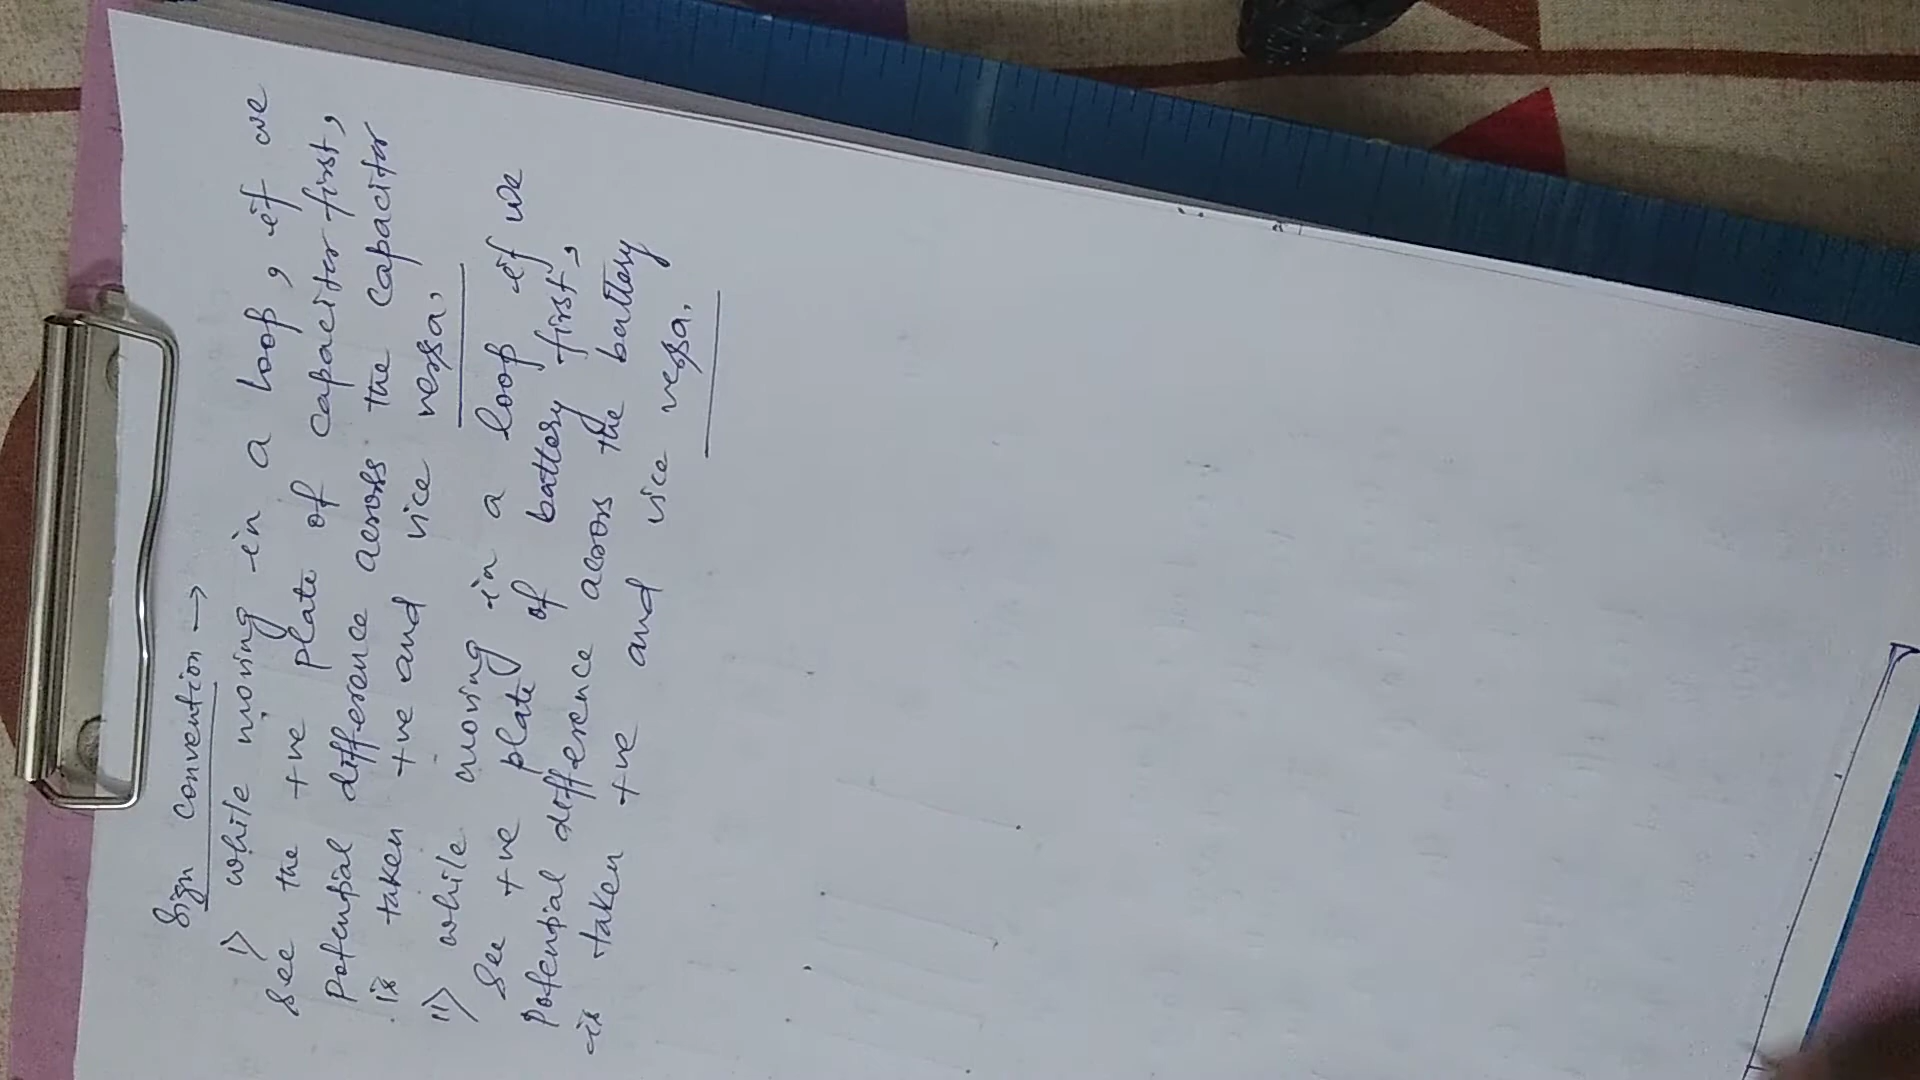 Sign convention →
i) while moving in a loop, if we
see the +ve plate of capacitor first,
potential difference across the capacitor
is taken +ve and vice versa.
ii) while moving in a loop if we
see +ve plate of battery first,
potential difference across the battery
is taken +ve and vice versa.